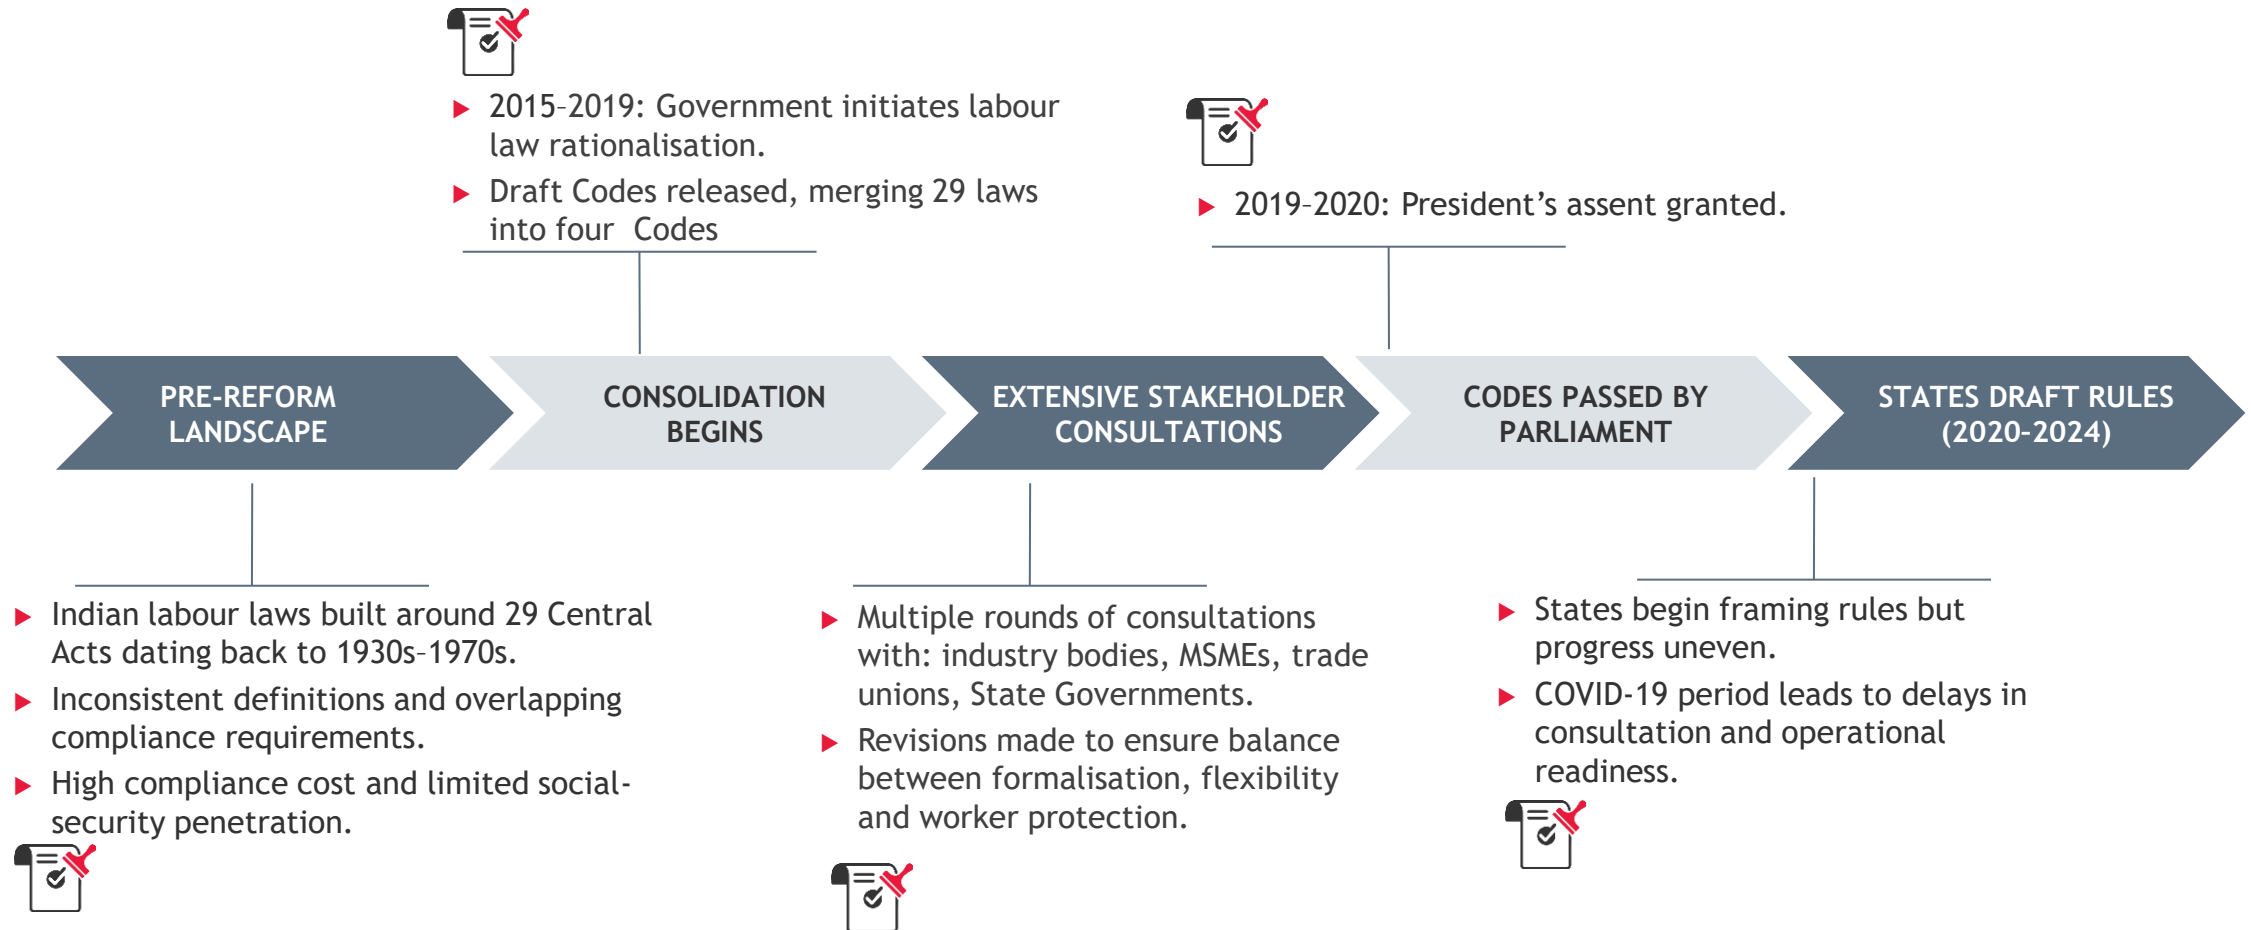 2015–2019: Government initiates labour
law rationalisation.
Draft Codes released, merging 29 laws
into four  Codes
2019–2020: President’s assent granted.
PRE-REFORM
LANDSCAPE
CONSOLIDATION
BEGINS
EXTENSIVE STAKEHOLDER
CONSULTATIONS
CODES PASSED BY
PARLIAMENT
STATES DRAFT RULES
(2020–2024)
Indian labour laws built around 29 Central
Acts dating back to 1930s–1970s.
Inconsistent definitions and overlapping
compliance requirements.
High compliance cost and limited social-
security penetration.
Multiple rounds of consultations
with: industry bodies, MSMEs, trade
unions, State Governments.
Revisions made to ensure balance
between formalisation, flexibility
and worker protection.
States begin framing rules but
progress uneven.
COVID-19 period leads to delays in
consultation and operational
readiness.